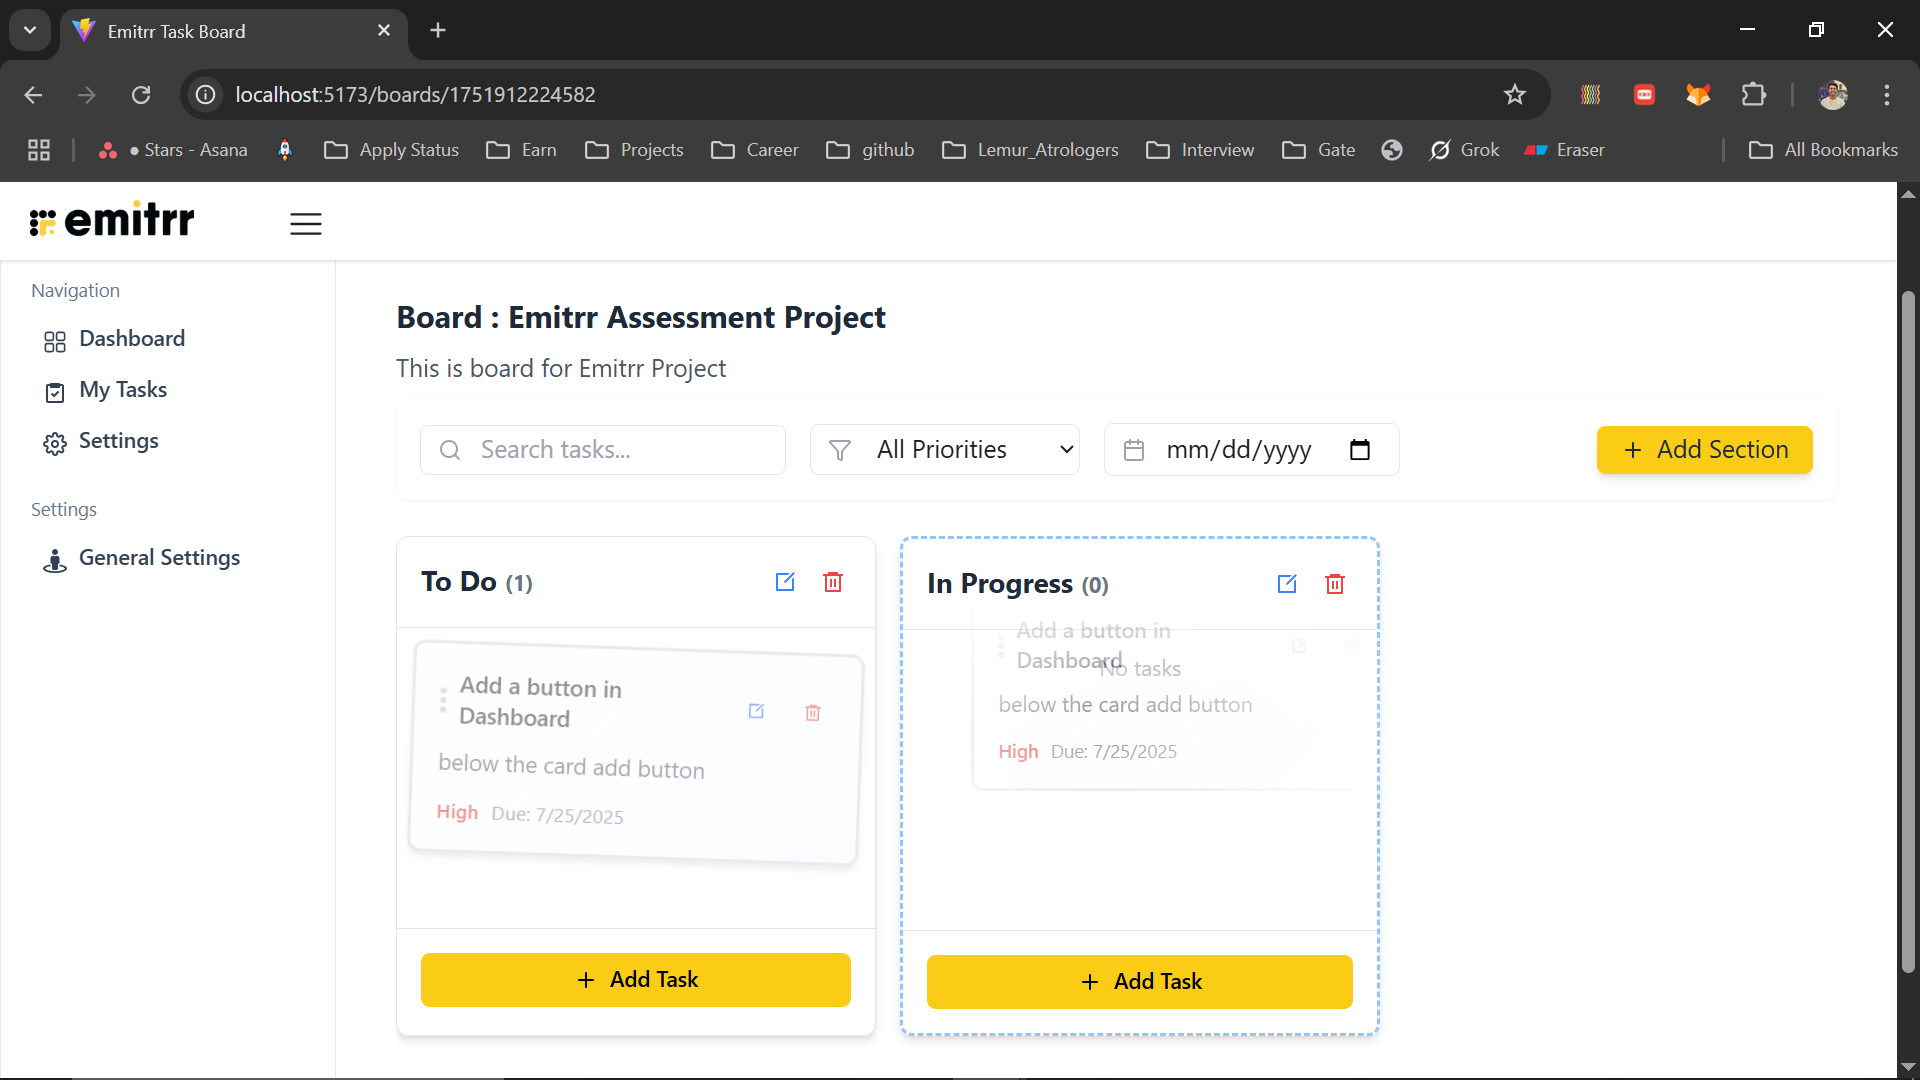 Emitrr Task Board
localhost:5173/boards/1751912224582
Stars - Asana
Apply Status
Earn
Projects
Career
github
Lemur_Atrologers
Interview
Gate
Grok
Eraser
All Bookmarks
emitrr
Navigation
Dashboard
My Tasks
Settings
Settings
General Settings
Board : Emitrr Assessment Project
This is board for Emitrr Project
Search tasks...
All Priorities
mm/dd/yyyy
+ Add Section
To Do (1)
Add a button in
Dashboard
below the card add button
High Due: 7/25/2025
+ Add Task
In Progress (0)
Add a button in
Dashboard
No tasks
below the card add button
High Due: 7/25/2025
+ Add Task